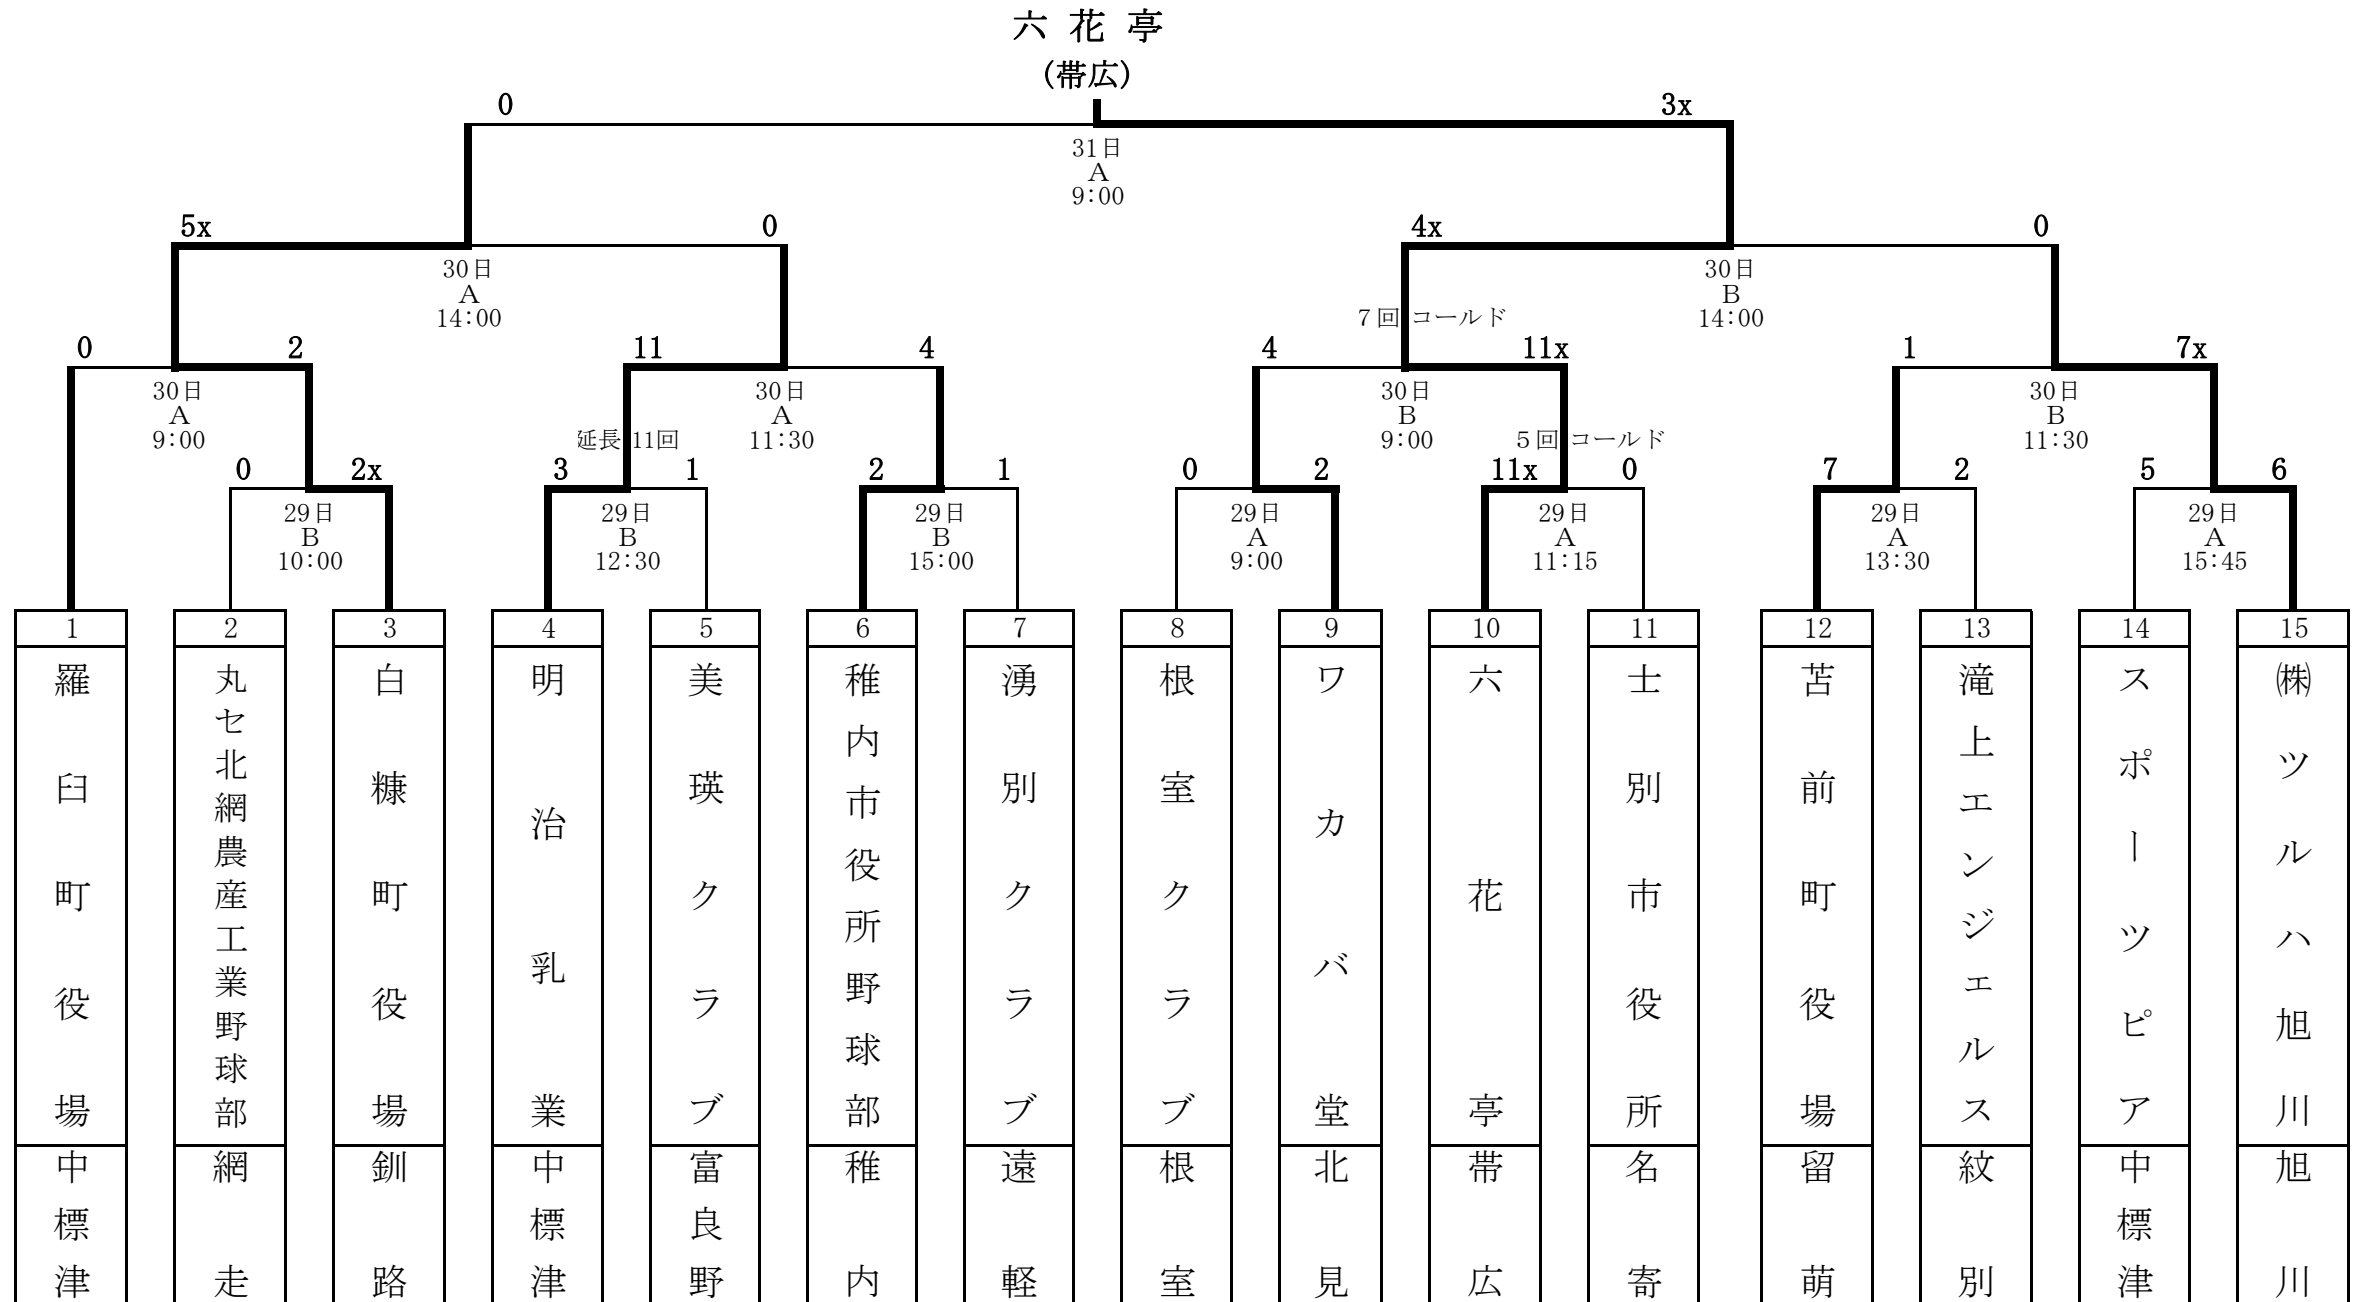 六 花 亭
（帯広）
0
3x
31日
A
9:00
5x
0
4x
0
30日
A
14:00
30日
B
14:00
７回 コールド
0
2
11
4
4
11x
1
7x
30日
A
9:00
30日
A
11:30
30日
B
9:00
30日
B
11:30
延長 11回
５回 コールド
0
2x
3
1
2
1
0
2
11x
0
7
2
5
6
29日
B
10:00
29日
B
12:30
29日
B
15:00
29日
A
9:00
29日
A
11:15
29日
A
13:30
29日
A
15:45
1
羅臼町役場
中標津
2
丸セ北網農産工業野球部
網走
3
白糠町役場
釧路
4
明治乳業
中標津
5
美瑛クラブ
富良野
6
稚内市役所野球部
稚内
7
湧別クラブ
遠軽
8
根室クラブ
根室
9
ワカバ堂
北見
10
六花亭
帯広
11
士別市役所
名寄
12
苫前町役場
留萌
13
滝上エンジェルス
紋別
14
スポーツピア
中標津
15
㈱ツルハ旭川
旭川